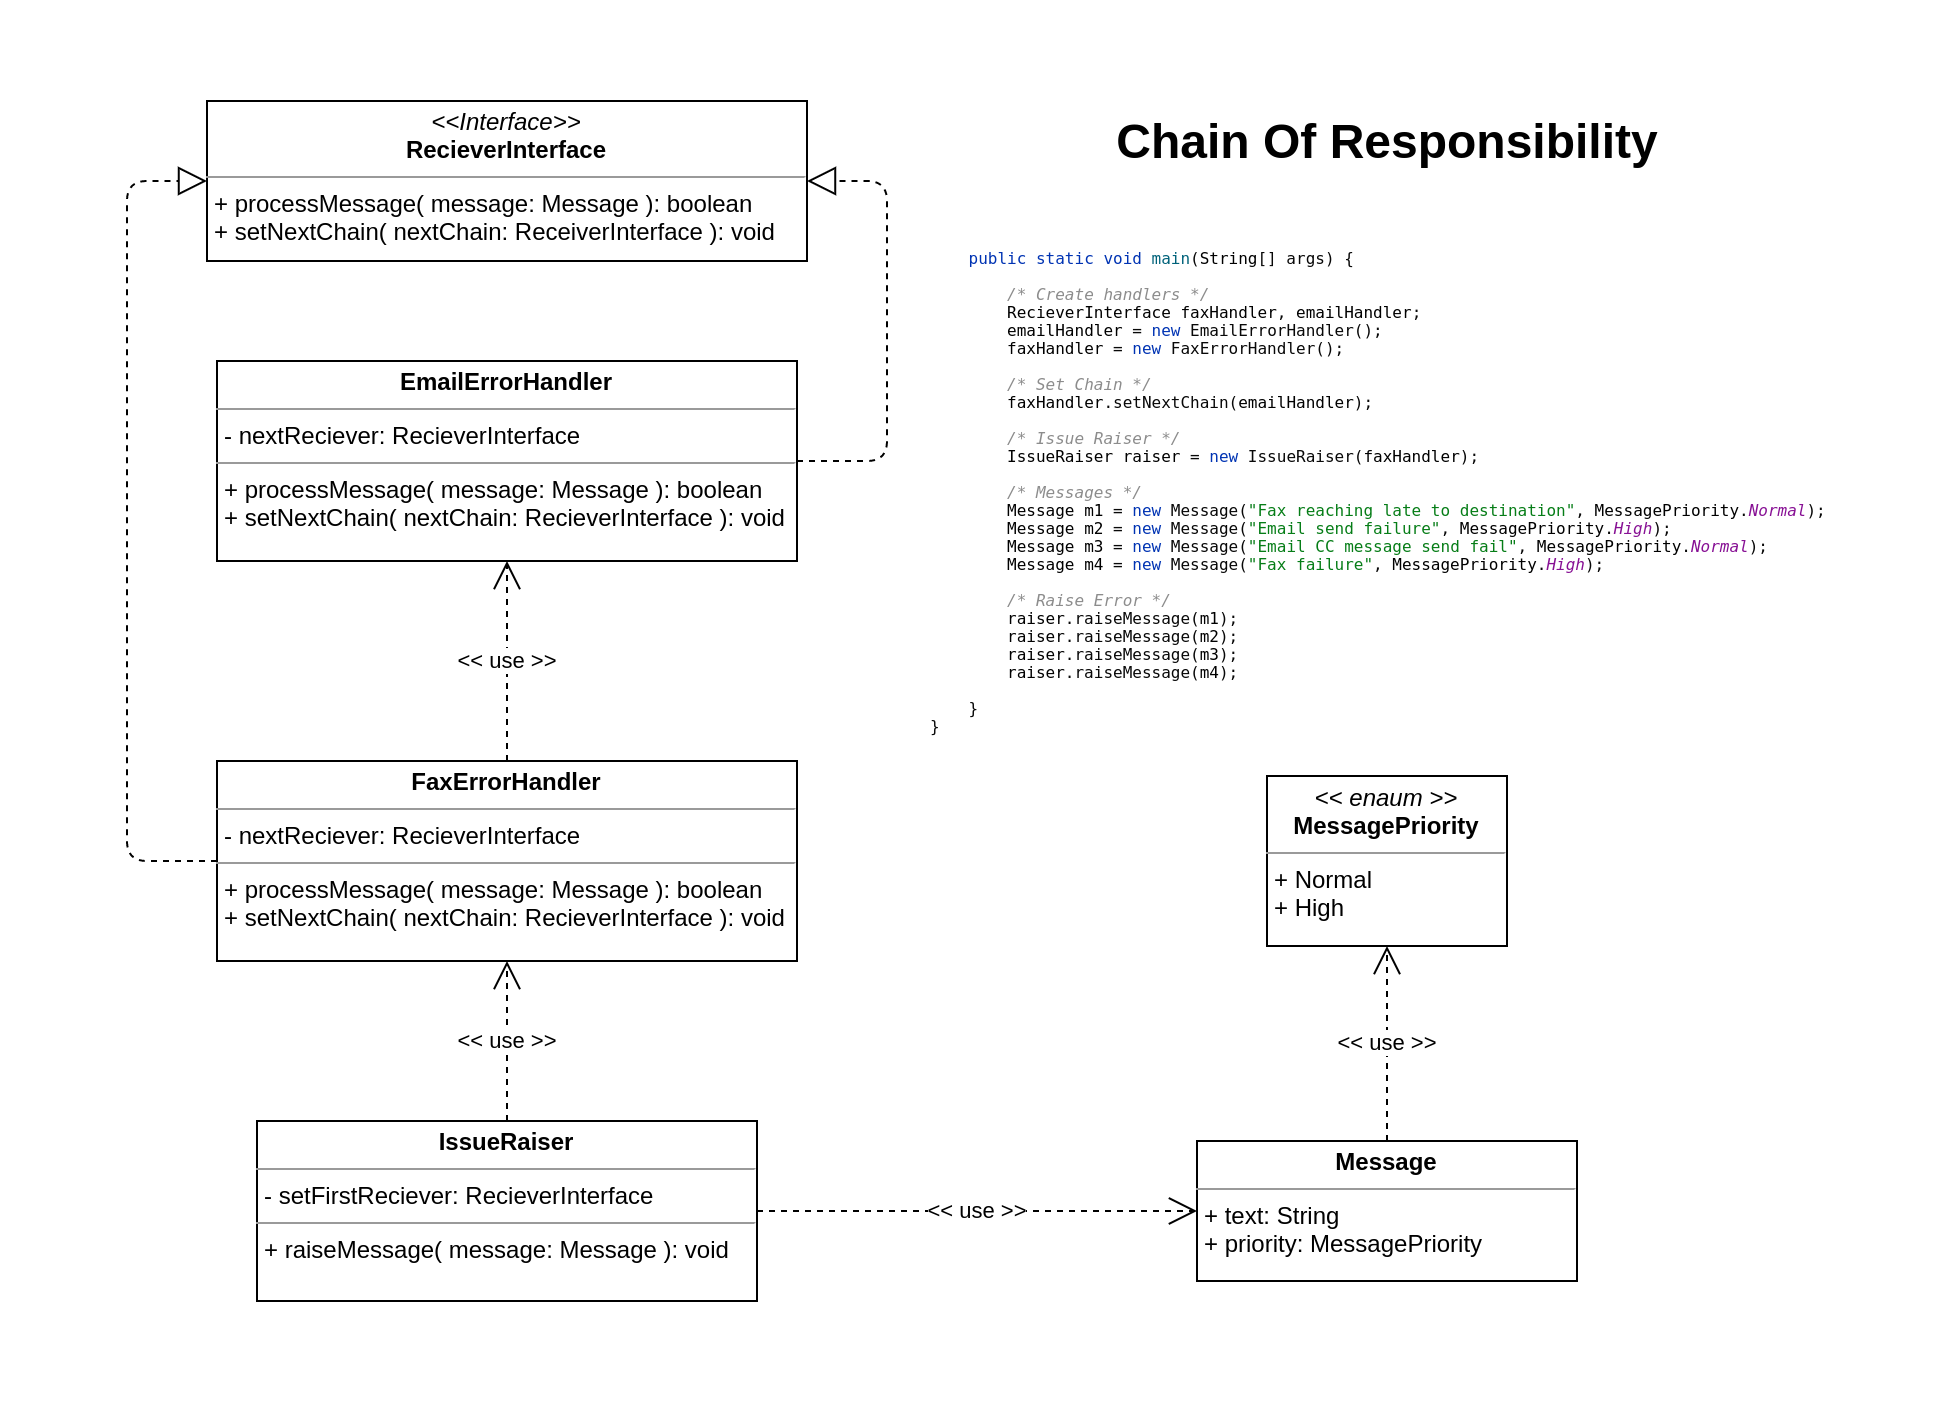 <<Interface>>
RecieverInterface
+ processMessage( message: Message ): boolean
+ setNextChain( nextChain: ReceiverInterface ): void
Chain Of Responsibility
public static void main(String[] args) {
/* Create handlers */
RecieverInterface faxHandler, emailHandler;
emailHandler = new EmailErrorHandler();
faxHandler = new FaxErrorHandler();
/* Set Chain */
faxHandler.setNextChain(emailHandler);
/* Issue Raiser */
IssueRaiser raiser = new IssueRaiser(faxHandler);
/* Messages */
Message m1 = new Message("Fax reaching late to destination", MessagePriority.Normal);
Message m2 = new Message("Email send failure", MessagePriority.High);
Message m3 = new Message("Email CC message send fail", MessagePriority.Normal);
Message m4 = new Message("Fax failure", MessagePriority.High);
/* Raise Error */
raiser.raiseMessage(m1);
raiser.raiseMessage(m2);
raiser.raiseMessage(m3);
raiser.raiseMessage(m4);
}
}
EmailErrorHandler
- nextReciever: RecieverInterface
+ processMessage( message: Message ): boolean
+ setNextChain( nextChain: RecieverInterface ): void
<< use >>
FaxErrorHandler
- nextReciever: RecieverInterface
+ processMessage( message: Message ): boolean
+ setNextChain( nextChain: RecieverInterface ): void
<< use >>
IssueRaiser
- setFirstReciever: RecieverInterface
+ raiseMessage( message: Message ): void
<< use >>
<< enaum >>
MessagePriority
+ Normal
+ High
<< use >>
Message
+ text: String
+ priority: MessagePriority